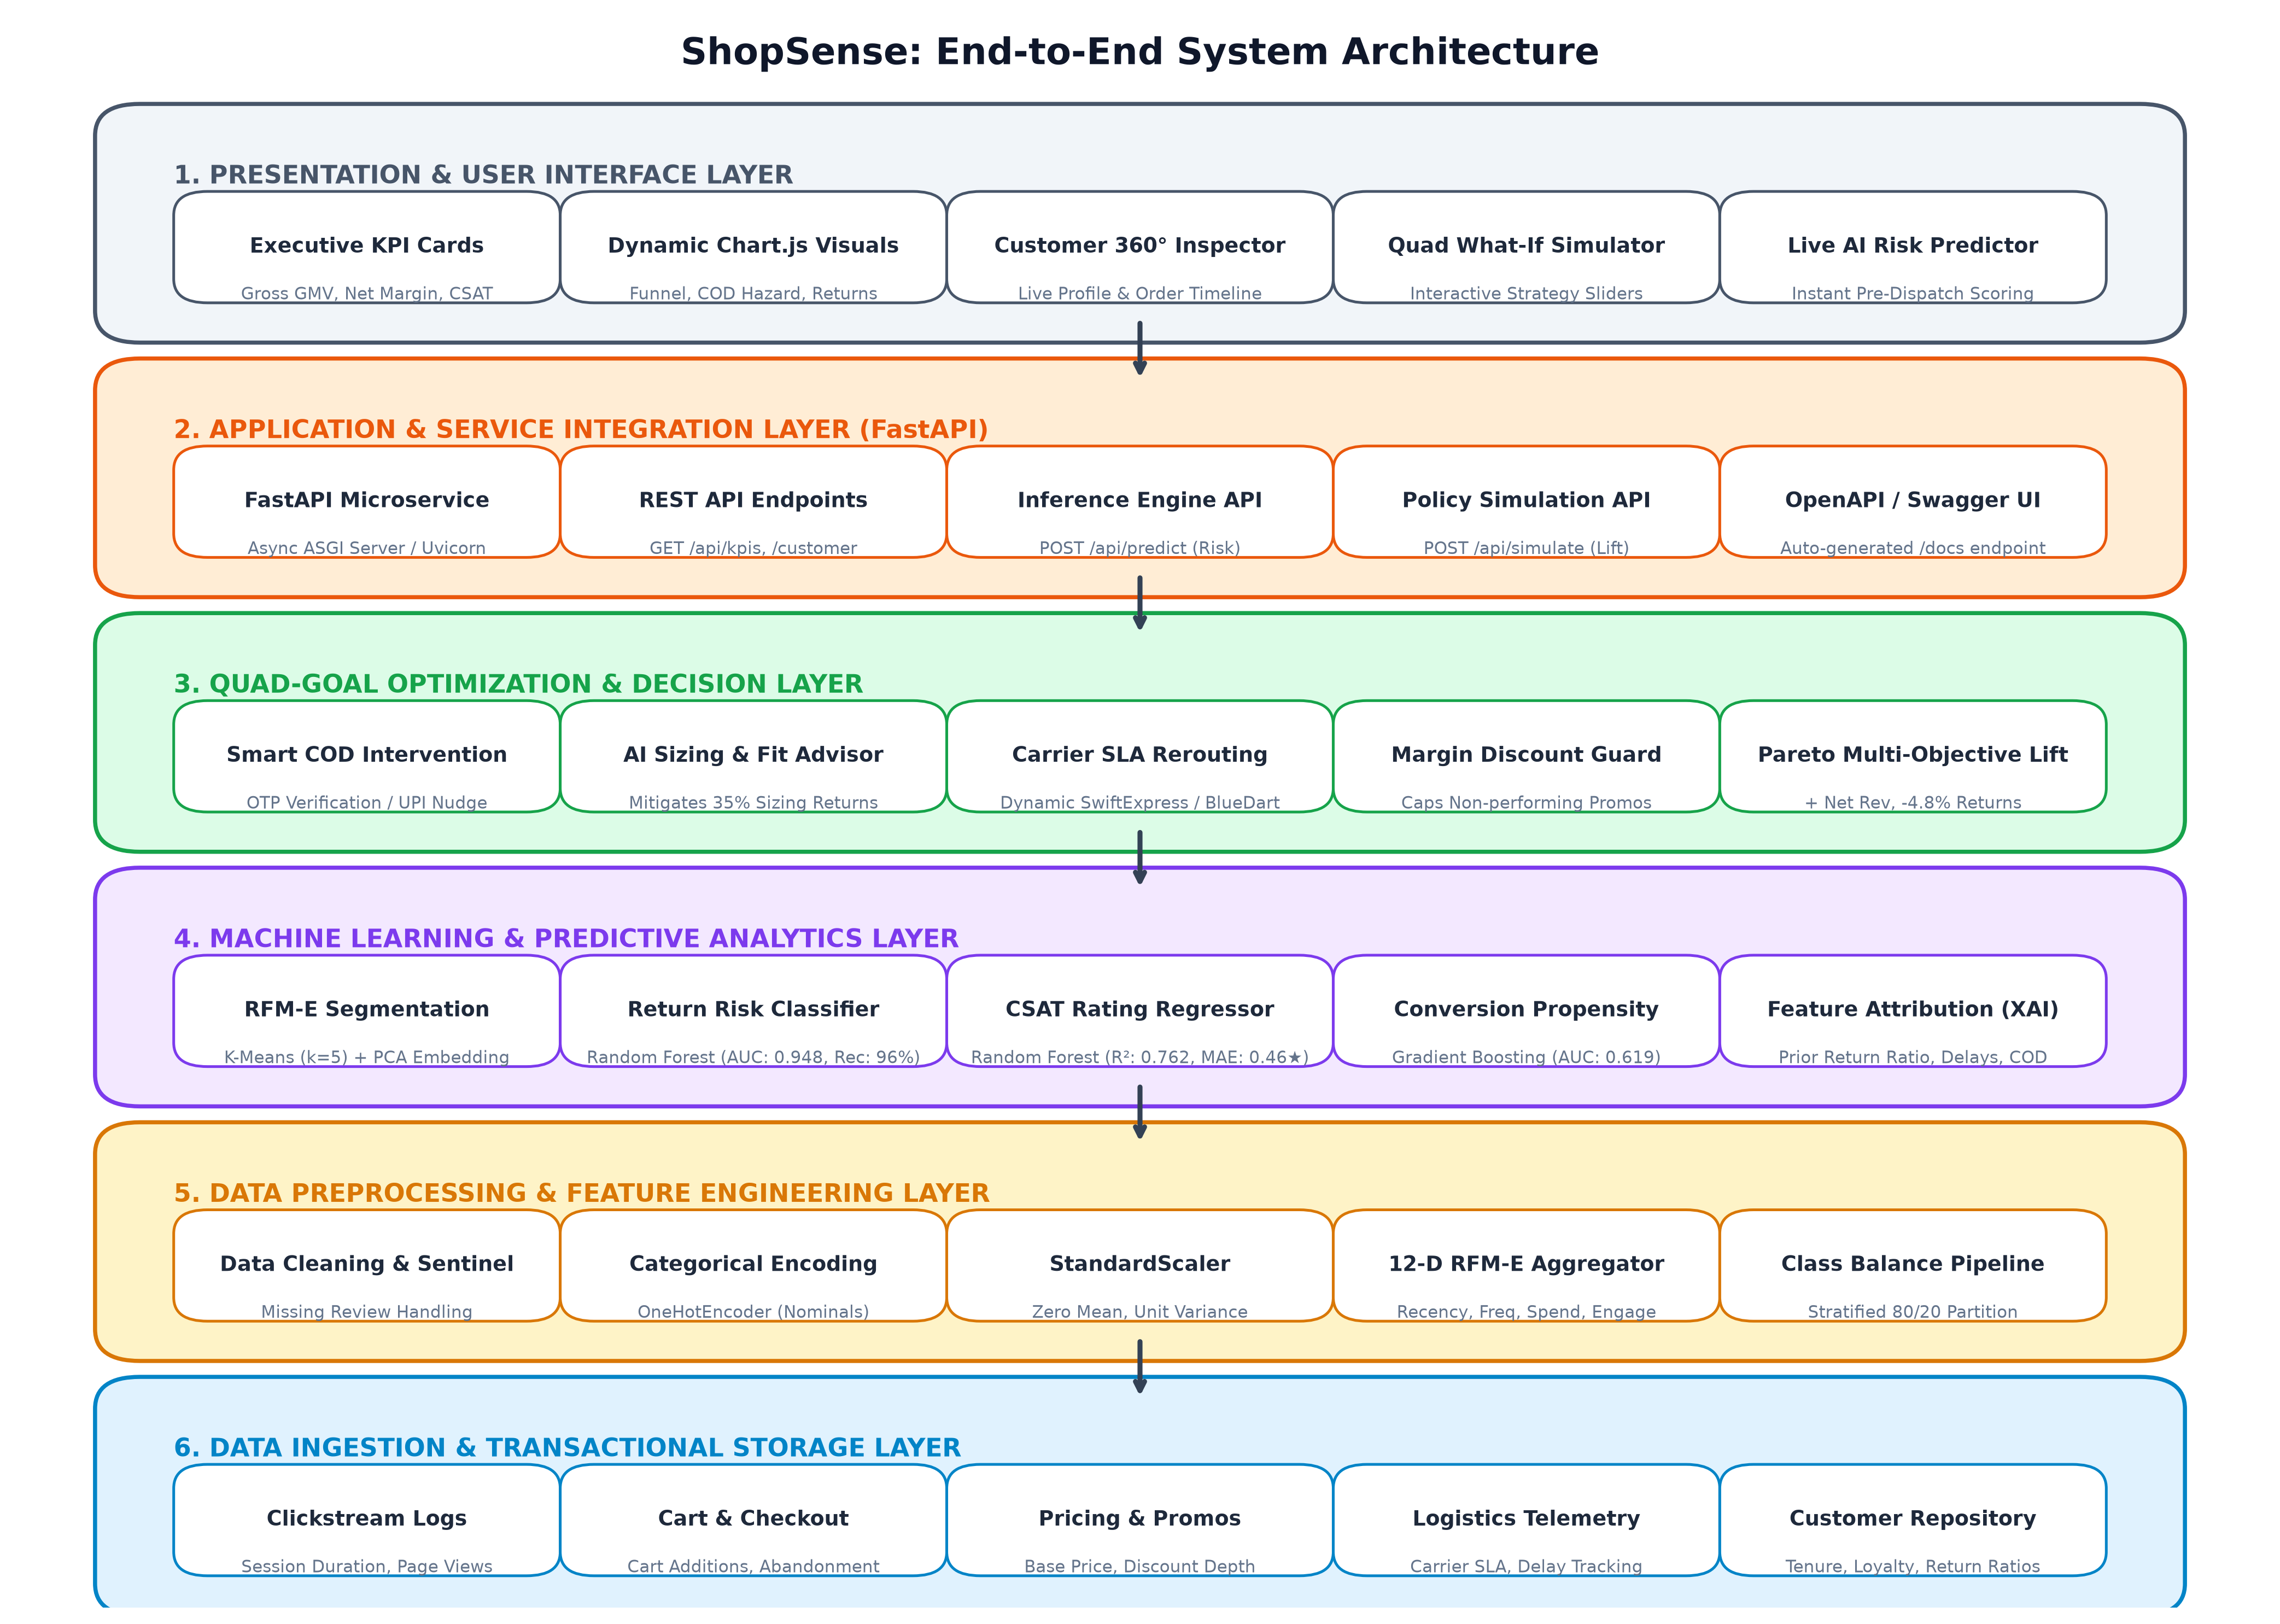 ShopSense: End-to-End System Architecture
1. PRESENTATION & USER INTERFACE LAYER
Executive KPI Cards
Gross GMV, Net Margin, CSAT
Dynamic Chart.js Visuals
Funnel, COD Hazard, Returns
Customer 360° Inspector
Live Profile & Order Timeline
Quad What-If Simulator
Interactive Strategy Sliders
Live AI Risk Predictor
Instant Pre-Dispatch Scoring
2. APPLICATION & SERVICE INTEGRATION LAYER (FastAPI)
FastAPI Microservice
Async ASGI Server / Uvicorn
REST API Endpoints
GET /api/kpis, /customer
Inference Engine API
POST /api/predict (Risk)
Policy Simulation API
POST /api/simulate (Lift)
OpenAPI / Swagger UI
Auto-generated /docs endpoint
3. QUAD-GOAL OPTIMIZATION & DECISION LAYER
Smart COD Intervention
OTP Verification / UPI Nudge
AI Sizing & Fit Advisor
Mitigates 35% Sizing Returns
Carrier SLA Rerouting
Dynamic SwiftExpress / BlueDart
Margin Discount Guard
Caps Non-performing Promos
Pareto Multi-Objective Lift
+ Net Rev, -4.8% Returns
4. MACHINE LEARNING & PREDICTIVE ANALYTICS LAYER
RFM-E Segmentation
K-Means (k=5) + PCA Embedding
Return Risk Classifier
Random Forest (AUC: 0.948, Rec: 96%)
CSAT Rating Regressor
Random Forest (R²: 0.762, MAE: 0.46★)
Conversion Propensity
Gradient Boosting (AUC: 0.619)
Feature Attribution (XAI)
Prior Return Ratio, Delays, COD
5. DATA PREPROCESSING & FEATURE ENGINEERING LAYER
Data Cleaning & Sentinel
Missing Review Handling
Categorical Encoding
OneHotEncoder (Nominals)
StandardScaler
Zero Mean, Unit Variance
12-D RFM-E Aggregator
Recency, Freq, Spend, Engage
Class Balance Pipeline
Stratified 80/20 Partition
6. DATA INGESTION & TRANSACTIONAL STORAGE LAYER
Clickstream Logs
Session Duration, Page Views
Cart & Checkout
Cart Additions, Abandonment
Pricing & Promos
Base Price, Discount Depth
Logistics Telemetry
Carrier SLA, Delay Tracking
Customer Repository
Tenure, Loyalty, Return Ratios